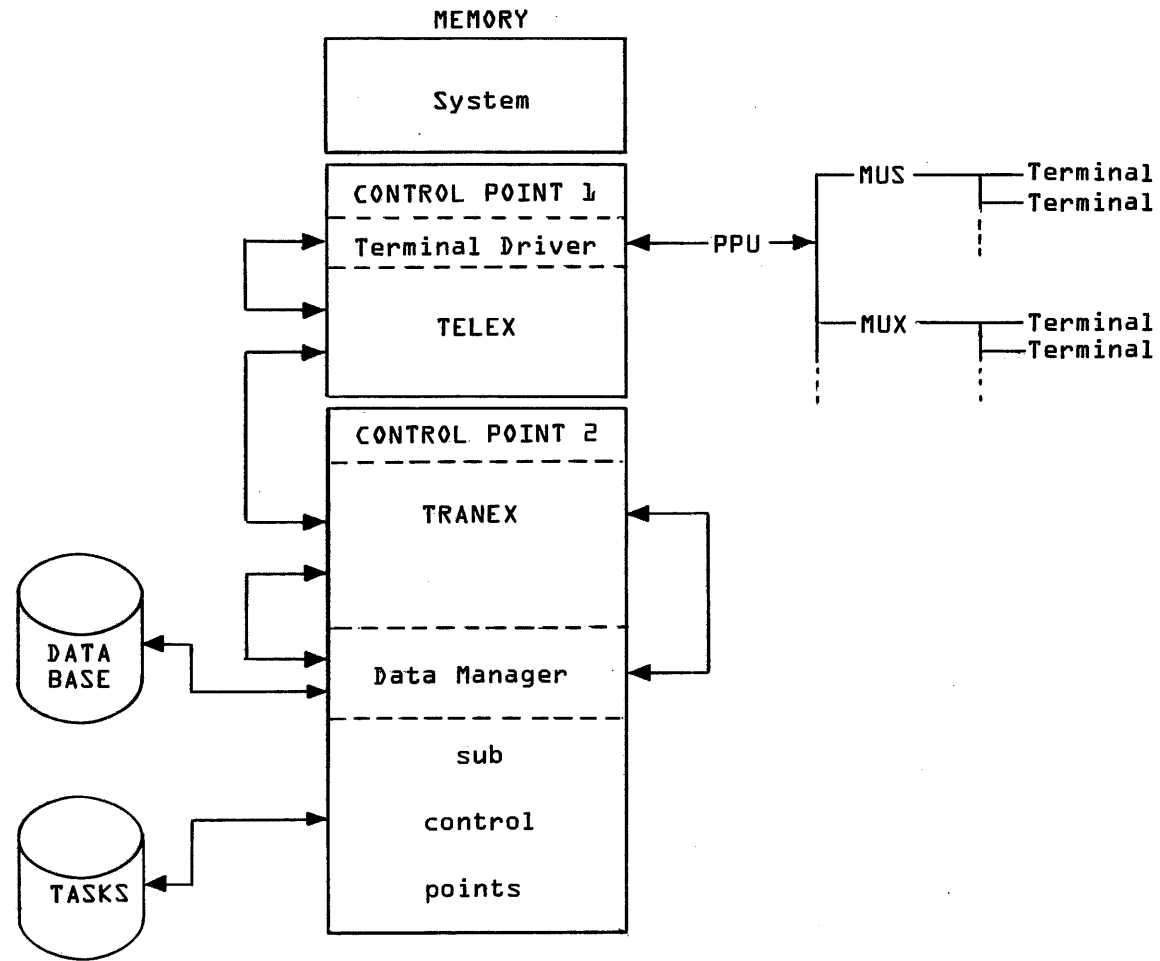 MEMORY
System
CONTROL POINT 1
Terminal Driver
TELEX
PPU
MUS
Terminal
Terminal
MUX
Terminal
Terminal
CONTROL POINT 2
TRANEX
Data Manager
sub
control
points
DATA
BASE
TASKS